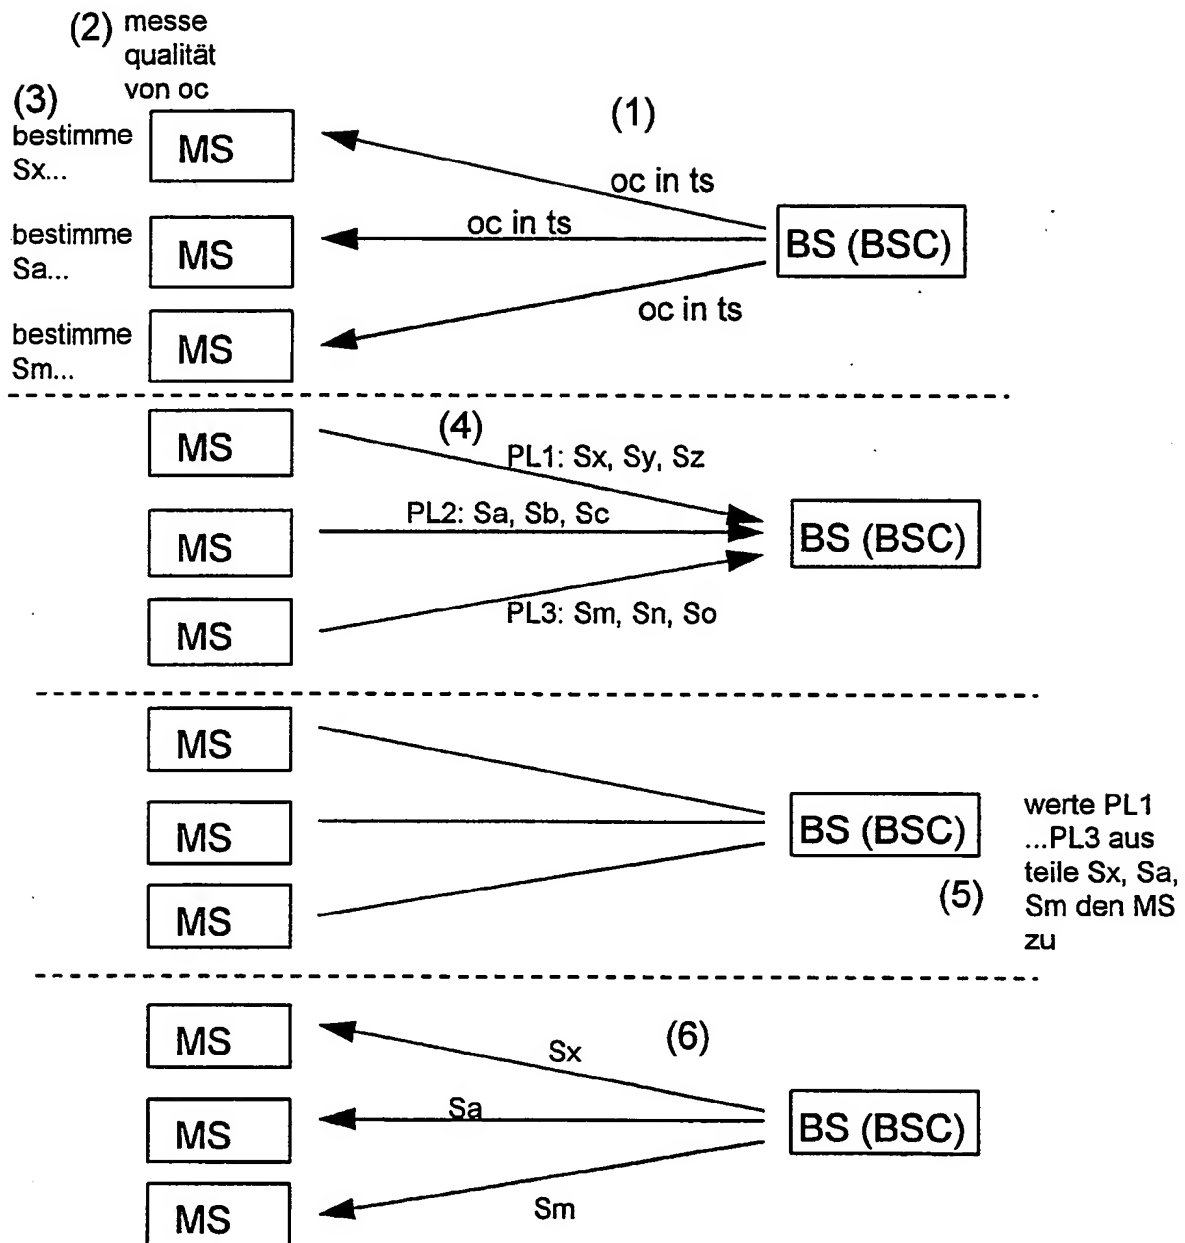 (2) messe
qualität
von oc
(3)
(1)
bestimme
Sx...
MS
oc in ts
bestimme
Sa...
MS
oc in ts
BS (BSC)
bestimme
Sm...
MS
oc in ts
MS
(4)
PL1: Sx, Sy, Sz
MS
PL2: Sa, Sb, Sc
BS (BSC)
MS
PL3: Sm, Sn, So
MS
MS
BS (BSC)
MS
(5)
werte PL1
...PL3 aus
teile Sx, Sa,
Sm den MS
zu
MS
Sx
(6)
MS
Sa
BS (BSC)
MS
Sm